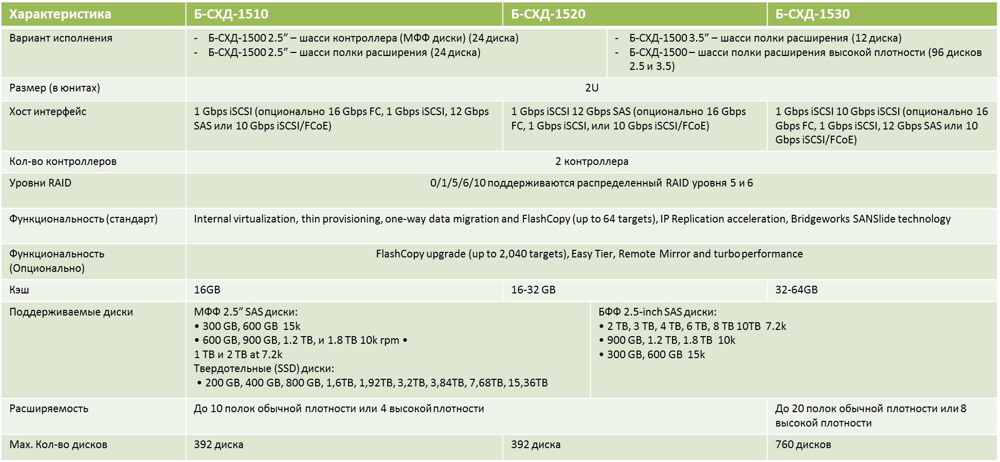 Характеристика
Б-СХД-1510
Б-СХД-1520
Б-СХД-1530
Вариант исполнения
- Б-СХД-1500 2.5” – шасси контроллера (МФФ диски) (24 диска)
- Б-СХД-1500 2.5” – шасси полки расширения (24 диска)
- Б-СХД-1500 3.5” – шасси полки расширения (12 диска)
- Б-СХД-1500 – шасси полки расширения высокой плотности (96 дисков
2.5 и 3.5)
Размер (в юнитах)
2U
Хост интерфейс
1 Gbps iSCSI (опционально 16 Gbps FC, 1 Gbps iSCSI, 12 Gbps
SAS или 10 Gbps iSCSI/FCoE)
1 Gbps iSCSI 12 Gbps SAS (опционально 16 Gbps
FC, 1 Gbps iSCSI, или 10 Gbps iSCSI/FCoE)
1 Gbps iSCSI 10 Gbps iSCSI (опционально 16
Gbps FC, 1 Gbps iSCSI, 12 Gbps SAS или 10
Gbps iSCSI/FCoE)
Кол-во контроллеров
2 контроллера
Уровни RAID
0/1/5/6/10 поддерживаются распределенный RAID уровня 5 и 6
Функциональность (стандарт)
Internal virtualization, thin provisioning, one-way data migration and FlashCopy (up to 64 targets), IP Replication acceleration, Bridgeworks SANSlide technology
Функциональность
(Опционально)
FlashCopy upgrade (up to 2,040 targets), Easy Tier, Remote Mirror and turbo performance
Кэш
16GB
16-32 GB
32-64GB
Поддерживаемые диски
МФФ 2.5” SAS диски:
• 300 GB, 600 GB 15k
• 600 GB, 900 GB, 1.2 TB, и 1.8 TB 10k rpm •
1 TB и 2 TB at 7.2k
Твердотельные (SSD) диски:
• 200 GB, 400 GB, 800 GB, 1,6TB, 1,92TB, 3,2TB, 3,84TB, 7,68TB, 15,36TB
БФФ 2.5-inch SAS диски:
• 2 TB, 3 TB, 4 TB, 6 TB, 8 TB 10TB 7.2k
• 900 GB, 1.2 TB, 1.8 TB 10k
• 300 GB, 600 GB 15k
Расширяемость
До 10 полок обычной плотности или 4 высокой плотности
До 20 полок обычной плотности или 8
высокой плотности
Max. Кол-во дисков
392 диска
392 диска
760 дисков